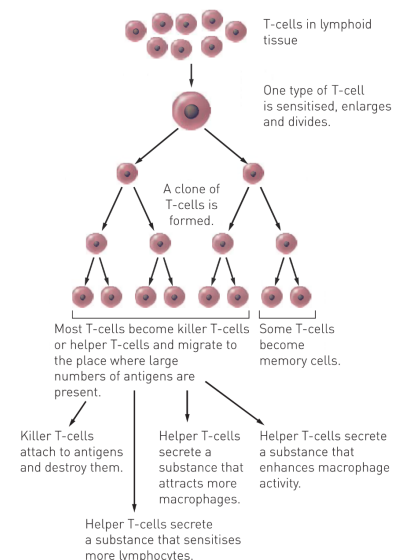 T-cells in lymphoid
tissue
One type of T-cell
is sensitised, enlarges
and divides.
A clone of
T-cells is
formed.
Most T-cells become killer T-cells
or helper T-cells and migrate to
the place where large
numbers of antigens are
present.
Some T-cells
become
memory cells.
Killer T-cells
attach to antigens
and destroy them.
Helper T-cells
secrete a
substance that
attracts more
macrophages.
Helper T-cells secrete
a substance that
enhances macrophage
activity.
Helper T-cells secrete
a substance that sensitises
more lymphocytes.